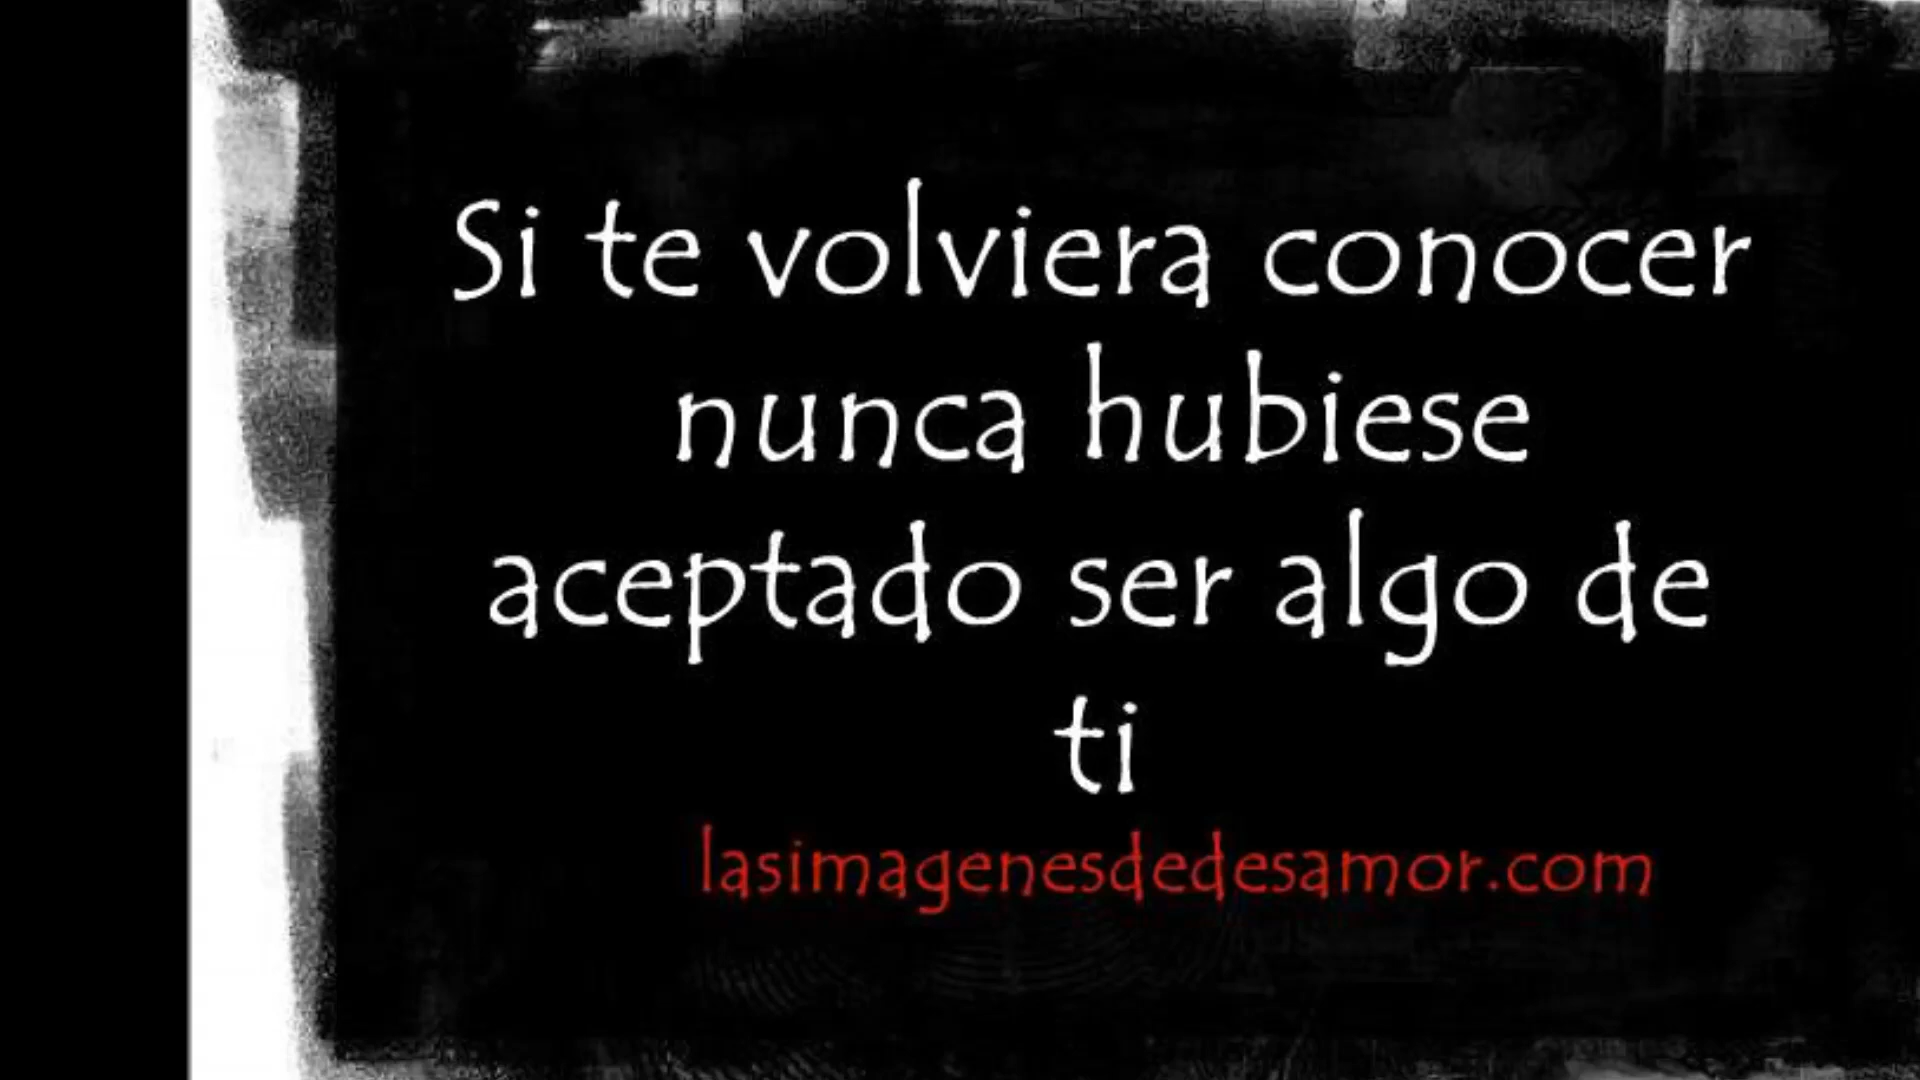 Si te volviera conocer
nunca hubiese
aceptado ser algo de
ti
lasimagenesdedesamor.com